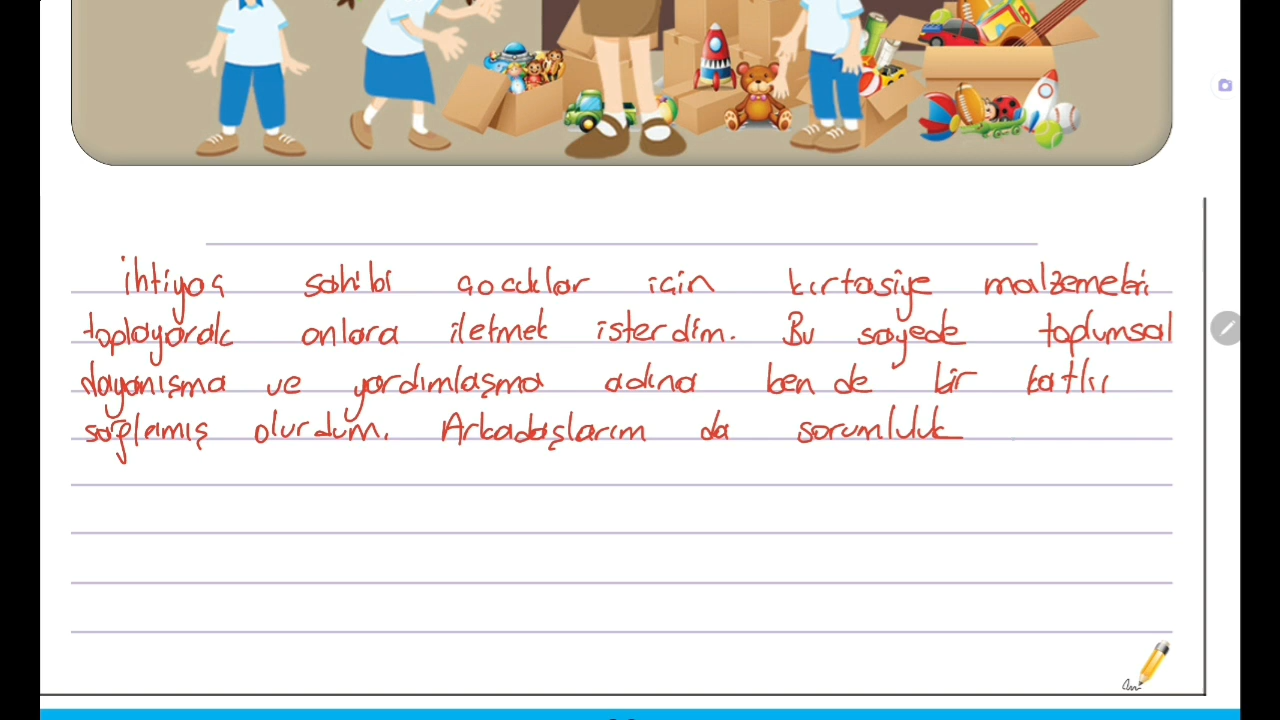 İhtiyaç sahibi çocuklar için kırtasiye malzemeleri
toplayarak onlara iletmek isterdim. Bu sayede toplumsal
dayanışma ve yardımlaşma adına ben de bir katkı
sağlamış olurdum. Arkadaşlarım da sorumluluk